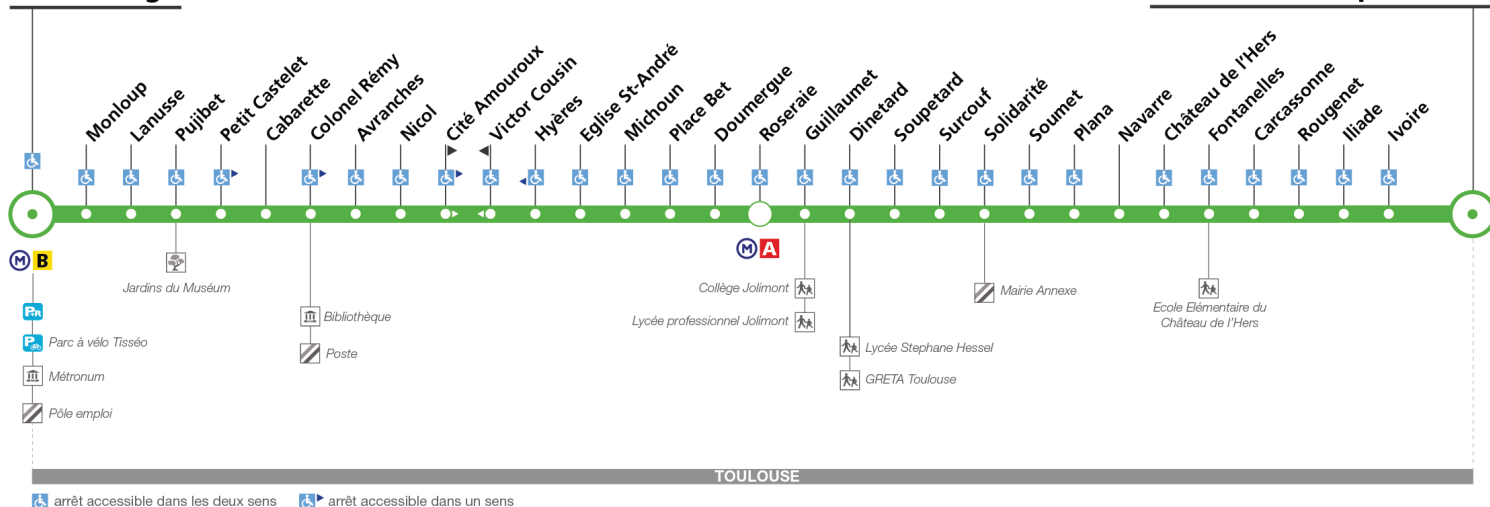 Monloup
Lanusse
Pujibet
Petit Castelet
Cabarette
Colonel Rémy
Avranches
Nicol
Cité Amouroux
Victor Cousin
Hyères
Eglise St-André
Michoun
Place Bet
Doumergue
Roseraie
Guillaumet
Dinetard
Soupetard
Surcouf
Solidarité
Soumet
Plana
Navarre
Château de l'Hers
Fontanelles
Carcassonne
Rougenet
Iliade
Ivoire
M B
P+R
Parc à vélo Tisséo
Métronum
Pôle emploi
Jardins du Muséum
Bibliothèque
Poste
M A
Collège Jolimont
Lycée professionnel Jolimont
Lycée Stephane Hessel
GRETA Toulouse
Mairie Annexe
Ecole Elémentaire du
Château de l'Hers
TOULOUSE
arrêt accessible dans les deux sens
arrêt accessible dans un sens